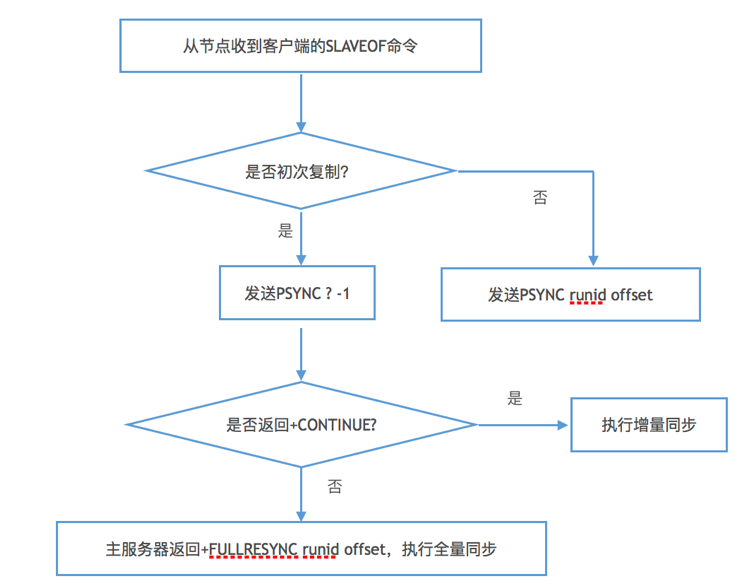 从节点收到客户端的SLAVEOF命令
是否初次复制?
否
是
发送PSYNC ? -1
发送PSYNC runid offset
是否返回+CONTINUE?
是
执行增量同步
否
主服务器返回+FULLRESYNC runid offset，执行全量同步